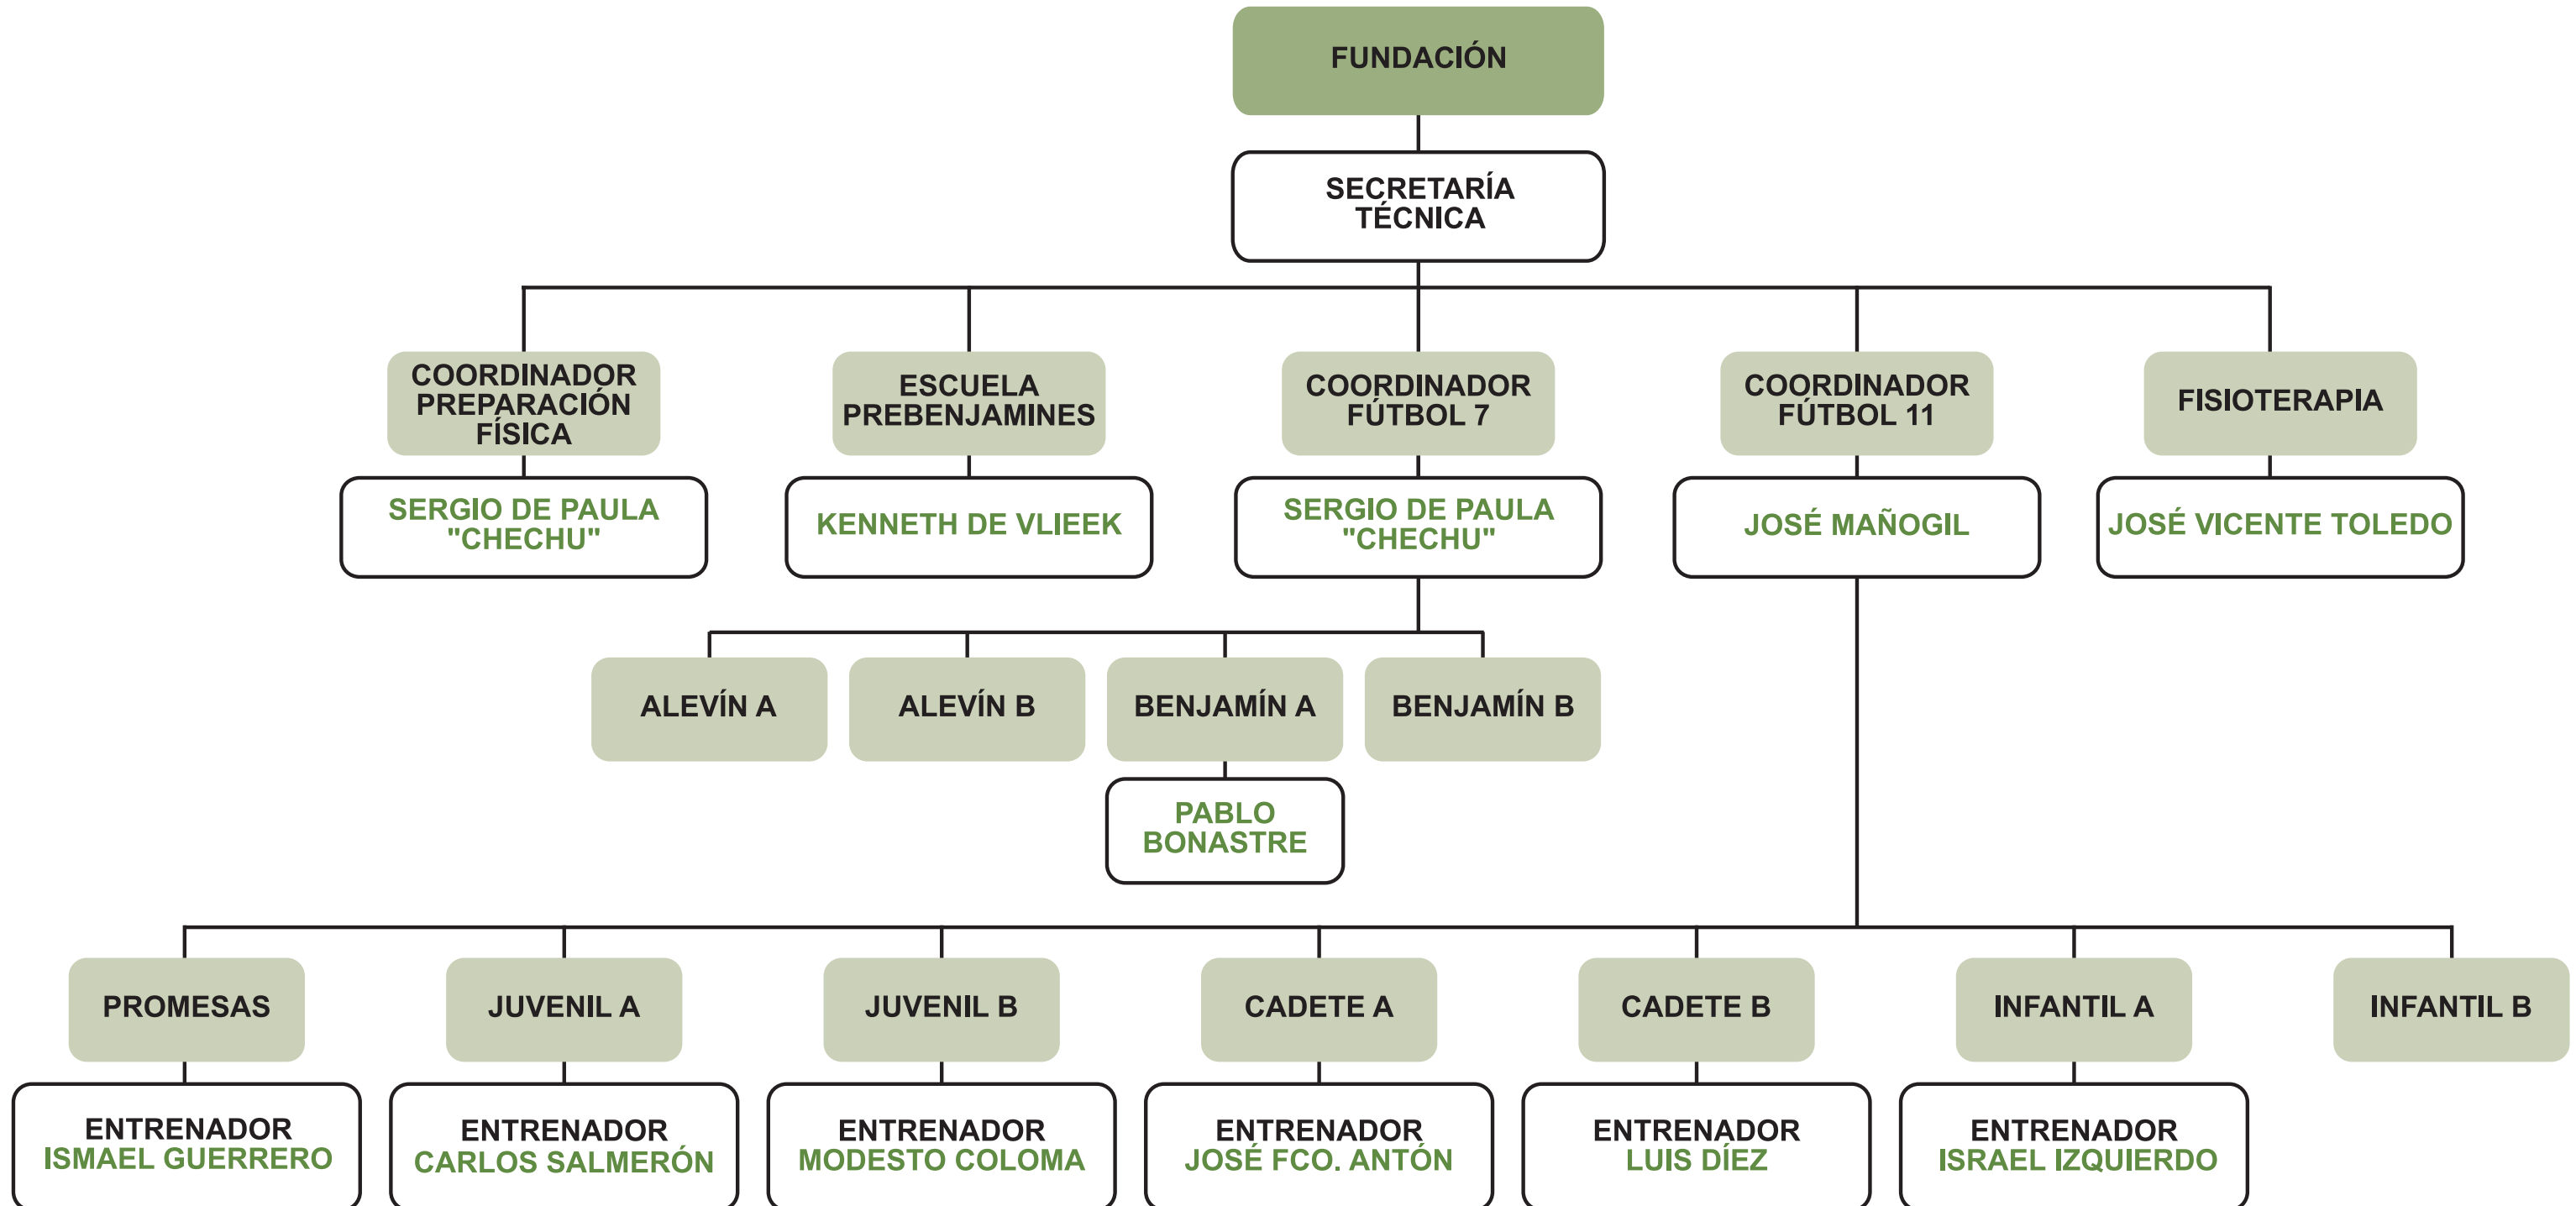 FUNDACIÓN
SECRETARÍA
TÉCNICA
COORDINADOR
PREPARACIÓN
FÍSICA
SERGIO DE PAULA
"CHECHU"
ESCUELA
PREBENJAMINES
KENNETH DE VLIEEK
COORDINADOR
FÚTBOL 7
SERGIO DE PAULA
"CHECHU"
COORDINADOR
FÚTBOL 11
JOSÉ MAÑOGIL
FISIOTERAPIA
JOSÉ VICENTE TOLEDO
ALEVÍN A
ALEVÍN B
BENJAMÍN A
BENJAMÍN B
PABLO
BONASTRE
PROMESAS
ENTRENADOR
ISMAEL GUERRERO
JUVENIL A
ENTRENADOR
CARLOS SALMERÓN
JUVENIL B
ENTRENADOR
MODESTO COLOMA
CADETE A
ENTRENADOR
JOSÉ FCO. ANTÓN
CADETE B
ENTRENADOR
LUIS DÍEZ
INFANTIL A
ENTRENADOR
ISRAEL IZQUIERDO
INFANTIL B